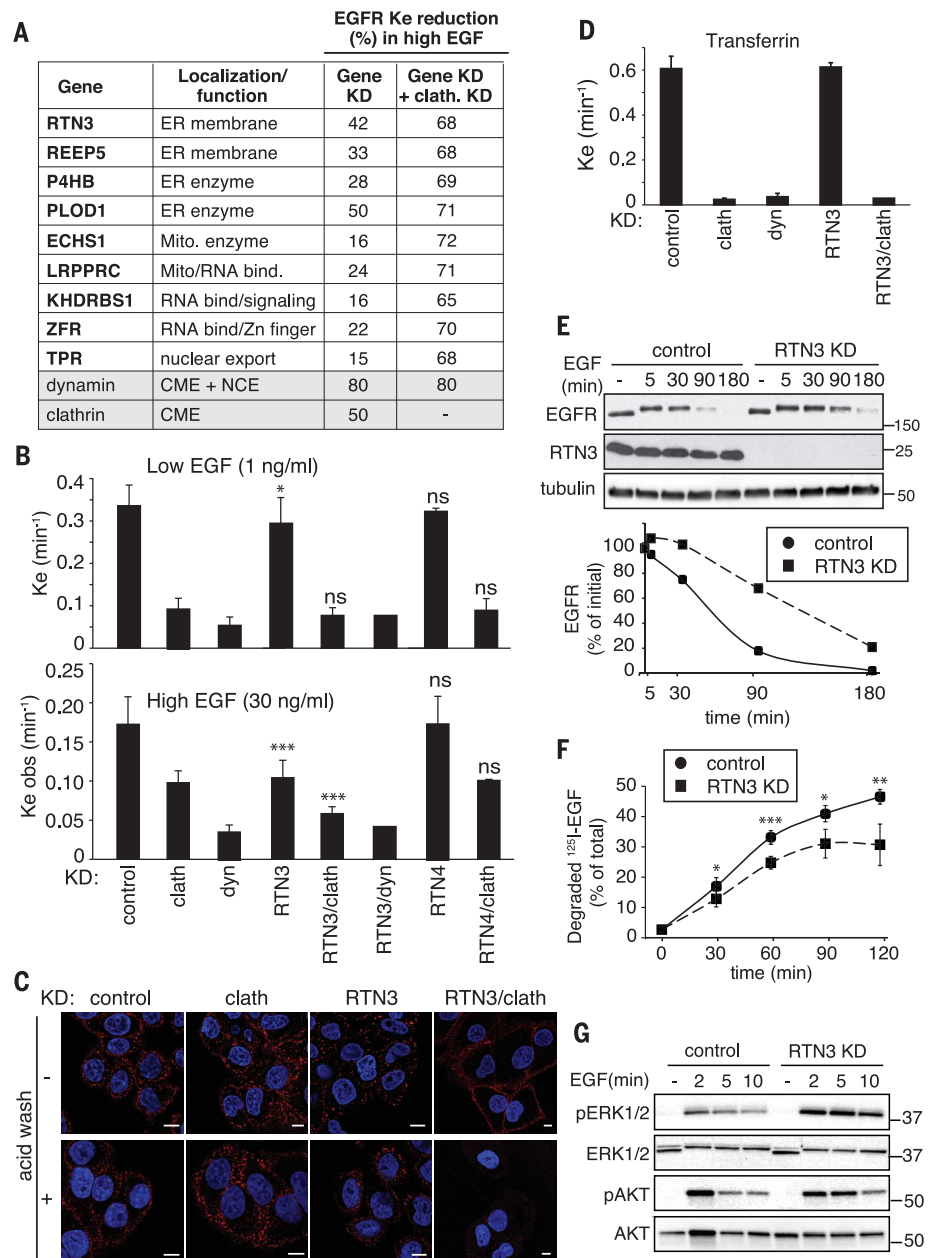 A
EGFR Ke reduction
(%) in high EGF
Gene
Localization/
function
Gene
KD
Gene KD
+ clath. KD
RTN3 ER membrane 42 68
REEP5 ER membrane 33 68
P4HB ER enzyme 28 69
PLOD1 ER enzyme 50 71
ECHS1 Mito. enzyme 16 72
LRPPRC Mito/RNA bind. 24 71
KHDRBS1 RNA bind/signaling 16 65
ZFR RNA bind/Zn finger 22 70
TPR nuclear export 15 68
dynamin CME + NCE 80 80
clathrin CME 50 -
B
Low EGF (1 ng/ml)
Ke (min⁻¹)
0.4
0.3
0.1
0
* ns ns ns
High EGF (30 ng/ml)
Ke obs (min⁻¹)
0.20
0.15
0.10
0.05
0
*** *** ns ns
KD:
control
clath
dyn
RTN3
RTN3/clath
RTN3/dyn
RTN4
RTN4/clath
C
KD: control clath RTN3 RTN3/clath
acid wash
-
+
D
Transferrin
Ke (min⁻¹)
0.6
0.4
0.2
0
KD:
control
clath
dyn
RTN3
RTN3/clath
E
control RTN3 KD
EGF
(min)
- 5 30 90 180 - 5 30 90 180
EGFR
150
RTN3
25
tubulin
50
EGFR
(% of initial)
100
80
60
40
20
0
control
RTN3 KD
5 30 90 180
time (min)
F
control
RTN3 KD
Degraded ¹²⁵I-EGF
(% of total)
50
40
30
20
10
0
* *** * **
0 30 60 90 120
time (min)
G
control RTN3 KD
EGF(min) - 2 5 10 - 2 5 10
pERK1/2
37
ERK1/2
37
pAKT
50
AKT
50